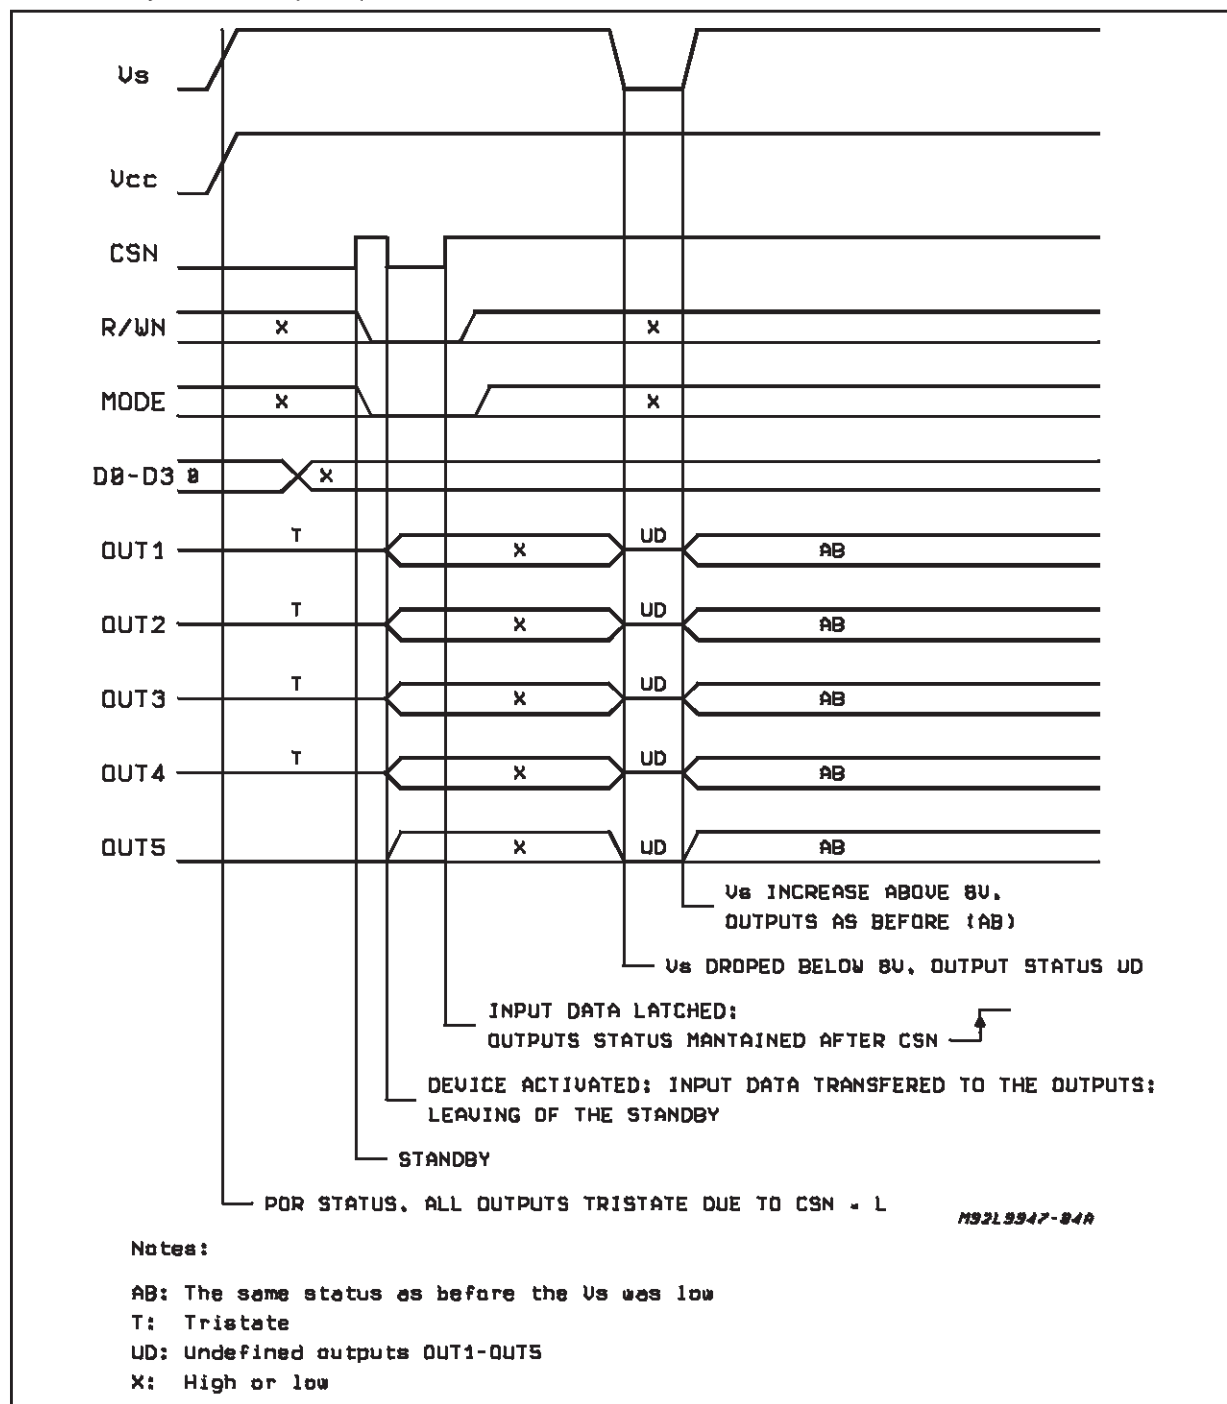 Vs
Vcc
CSN
R/WN X X
MODE X X
D0-D3 0 X
OUT1 T X UD AB
OUT2 T X UD AB
OUT3 T X UD AB
OUT4 T X UD AB
OUT5 X UD AB
Vs INCREASE ABOVE 8V.
OUTPUTS AS BEFORE (AB)
Vs DROPED BELOW 8V. OUTPUT STATUS UD
INPUT DATA LATCHED:
OUTPUTS STATUS MANTAINED AFTER CSN
DEVICE ACTIVATED: INPUT DATA TRANSFERED TO THE OUTPUTS:
LEAVING OF THE STANDBY
STANDBY
POR STATUS. ALL OUTPUTS TRISTATE DUE TO CSN = L
M92L9947-04A
Notes:
AB: The same status as before the Vs was low
T: Tristate
UD: Undefined outputs OUT1-OUT5
X: High or low